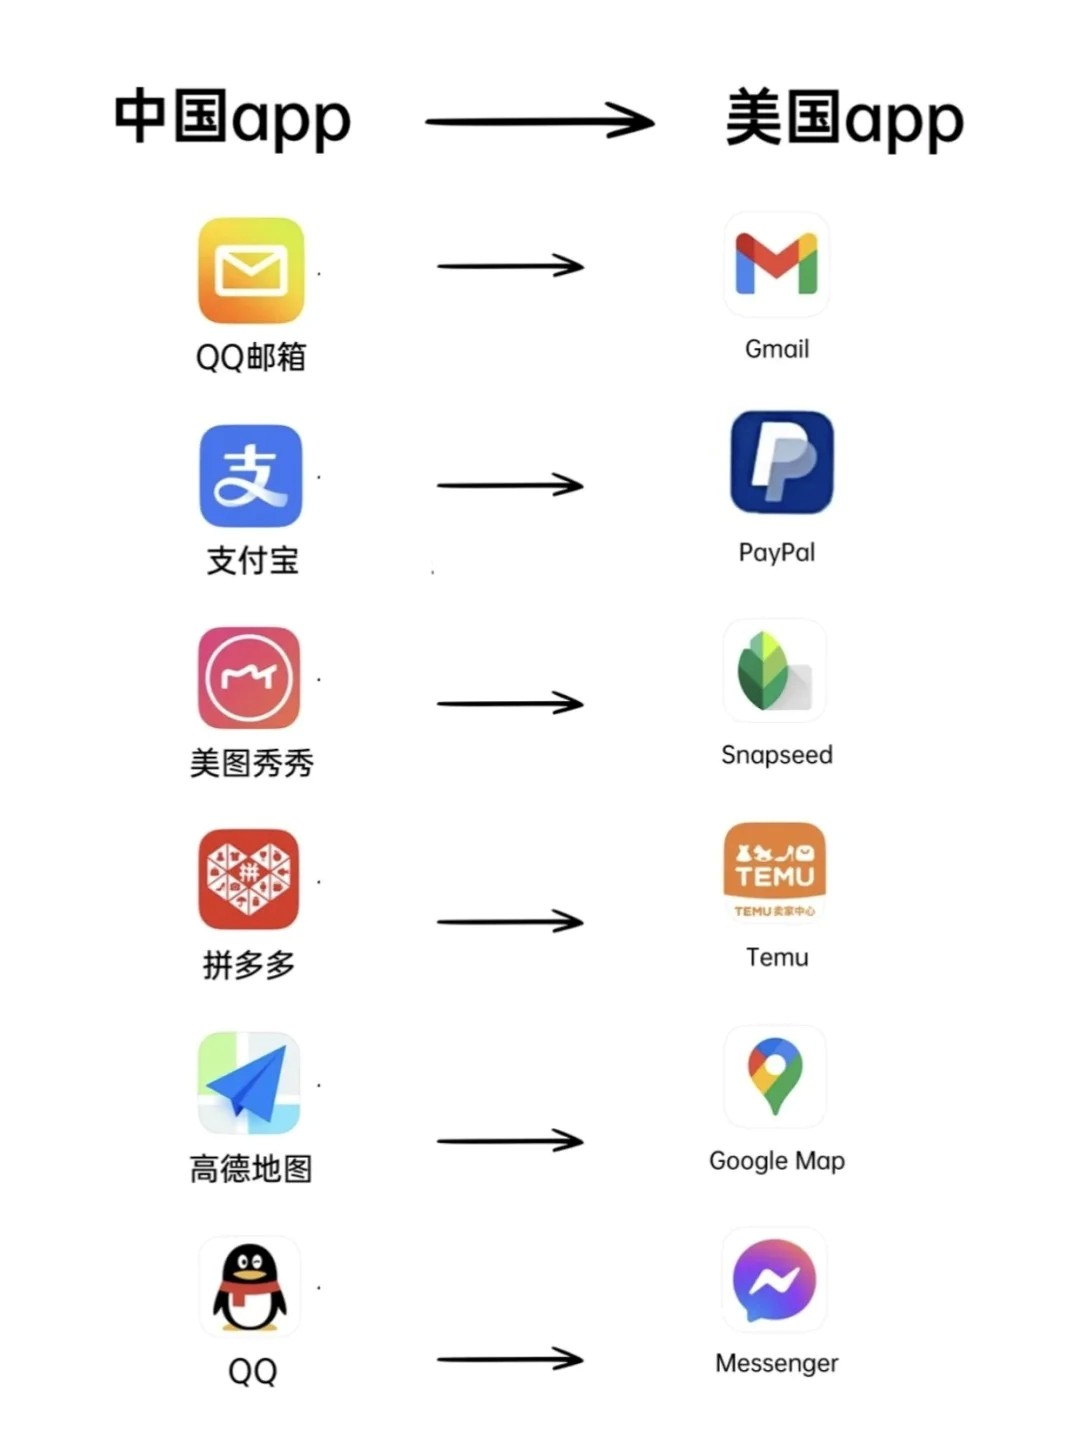 中国app
美国app
QQ邮箱
Gmail
支
支付宝
PayPal
美图秀秀
Snapseed
拼
拼多多
TEMU
TEMU卖家中心
Temu
高德地图
Google Map
QQ
Messenger